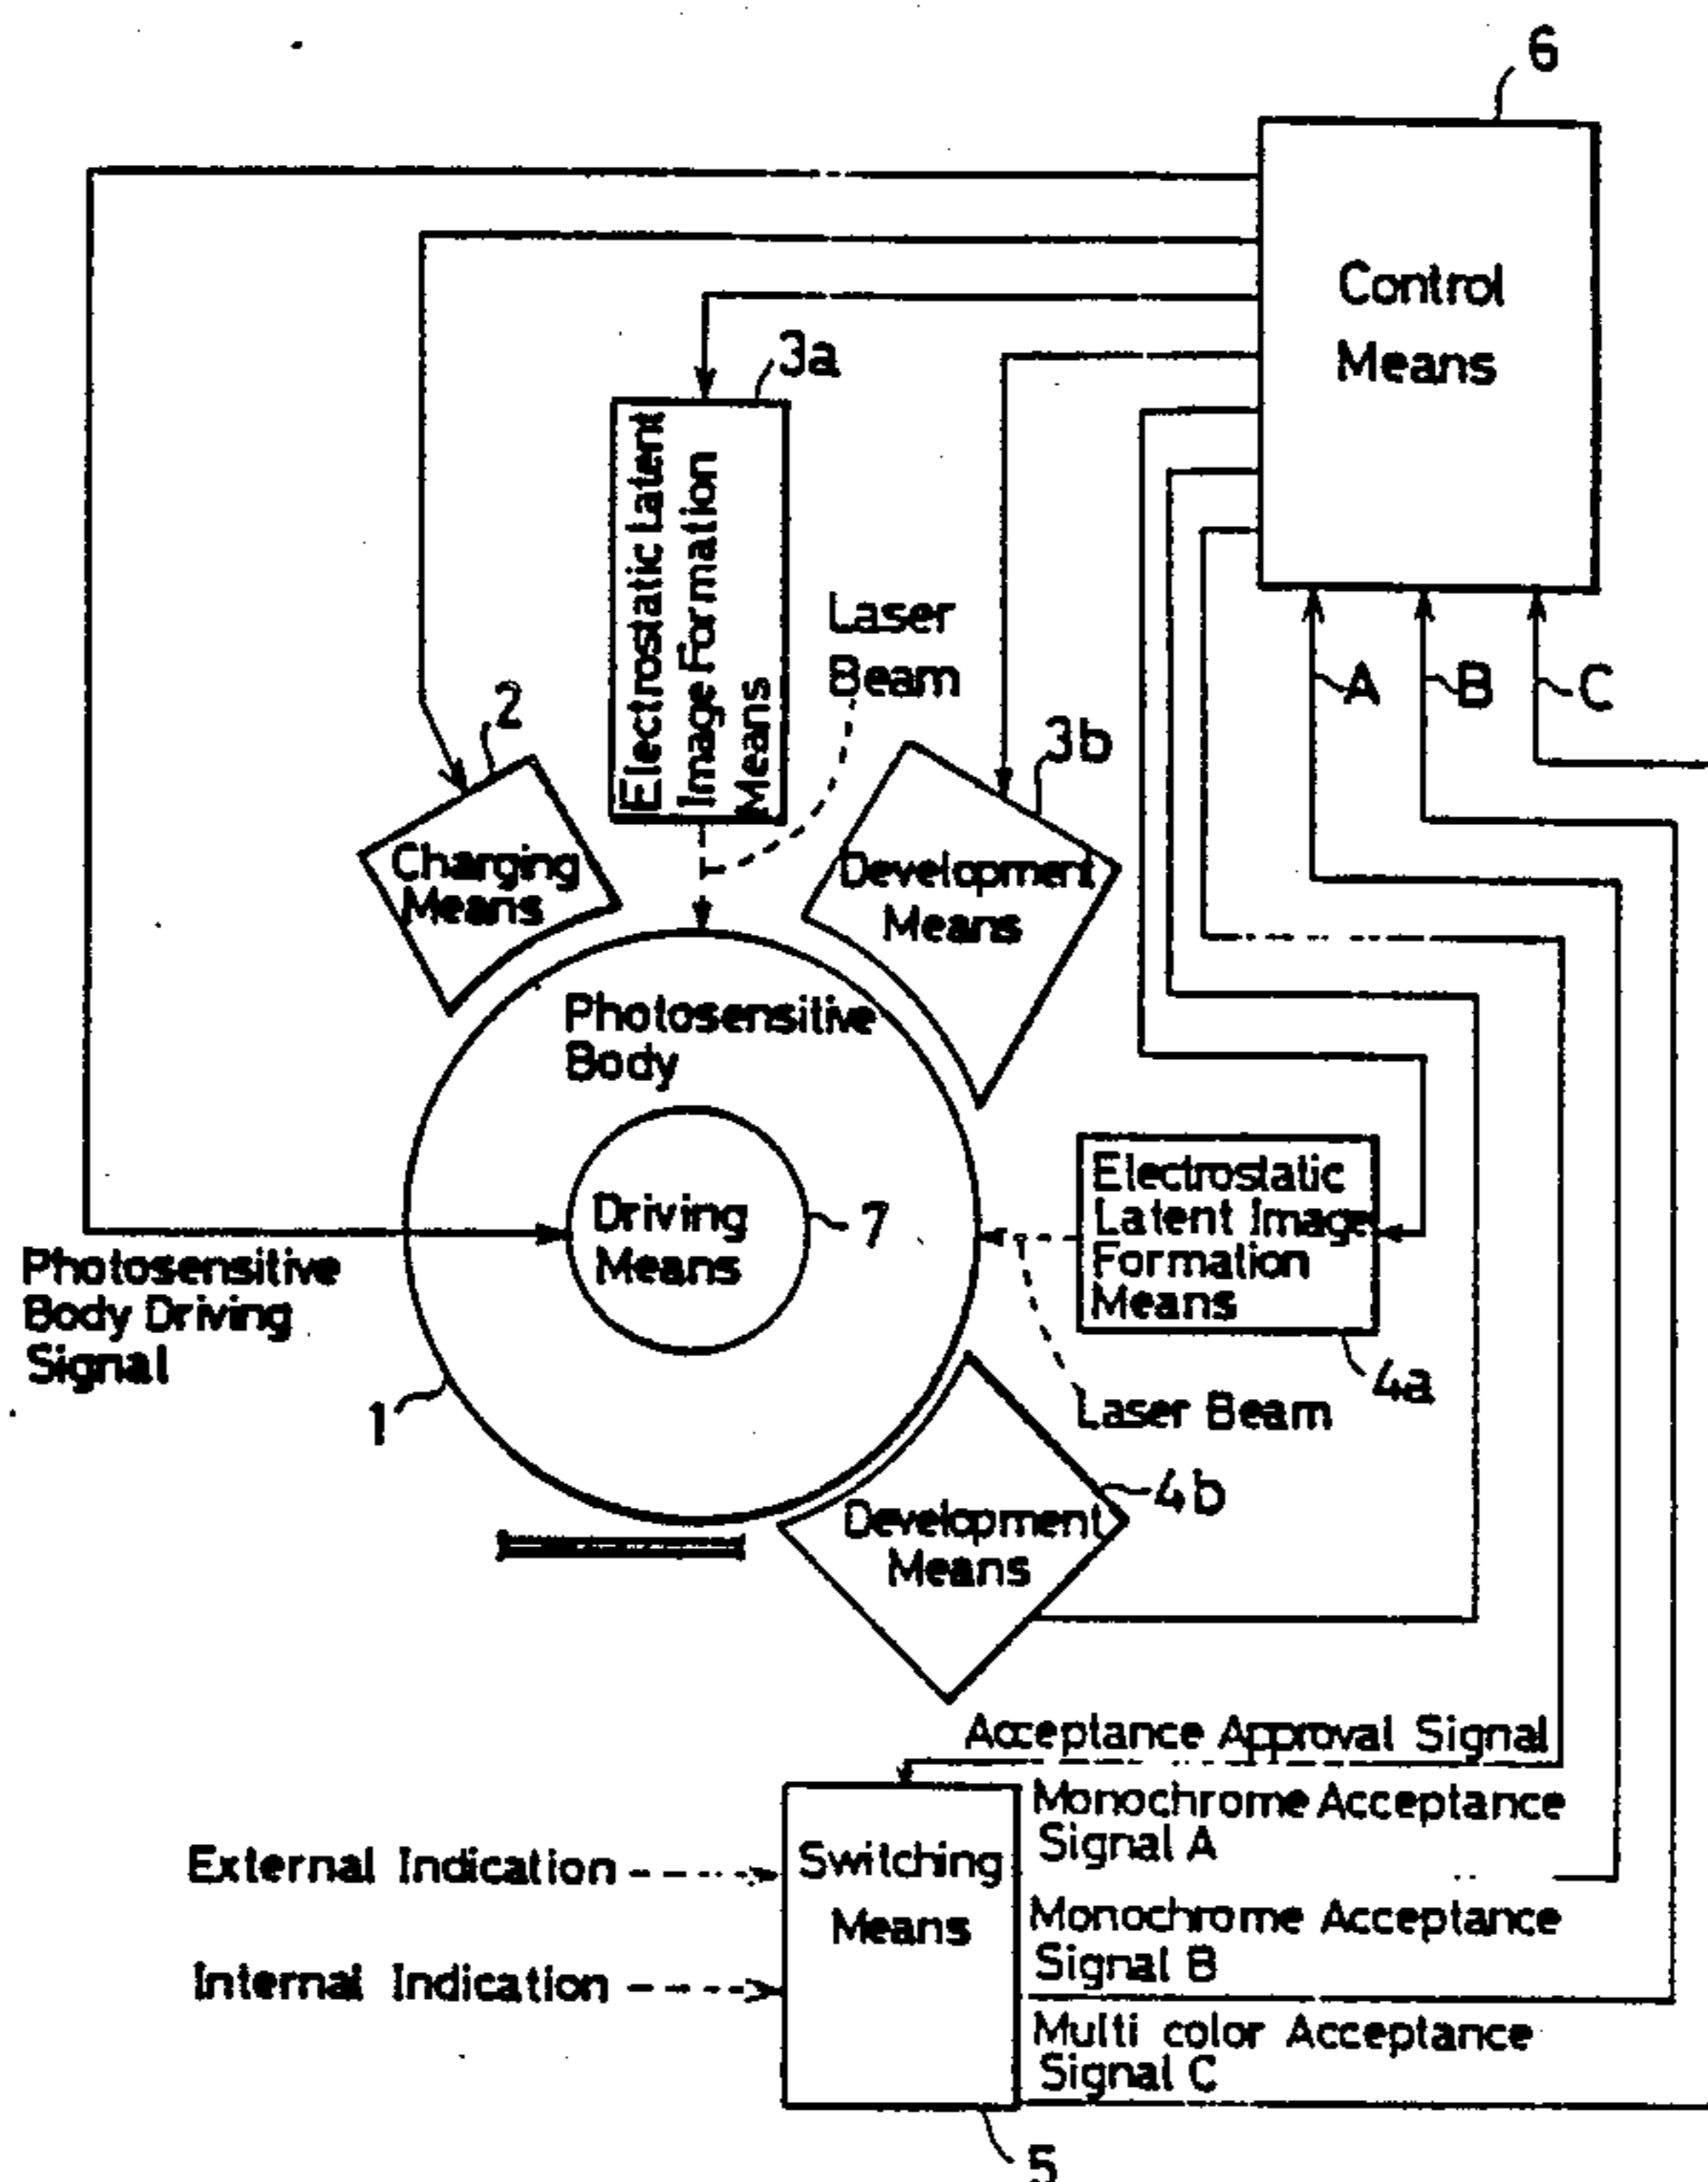 6
Control
Means
3a
Electrostatic Latent
Image Formation
Means
Laser
Beam
A
B
C
2
3b
Charging
Means
Development
Means
Photosensitive
Body
Electrostatic
Latent Image
Formation
Means
Driving
Means
7
Photosensitive
Body Driving
Signal
4a
1
Laser Beam
4b
Development
Means
Acceptance Approval Signal
Monochrome Acceptance
Signal A
External Indication
Switching
Means
Monochrome Acceptance
Signal B
Internal Indication
Multi color Acceptance
Signal C
5